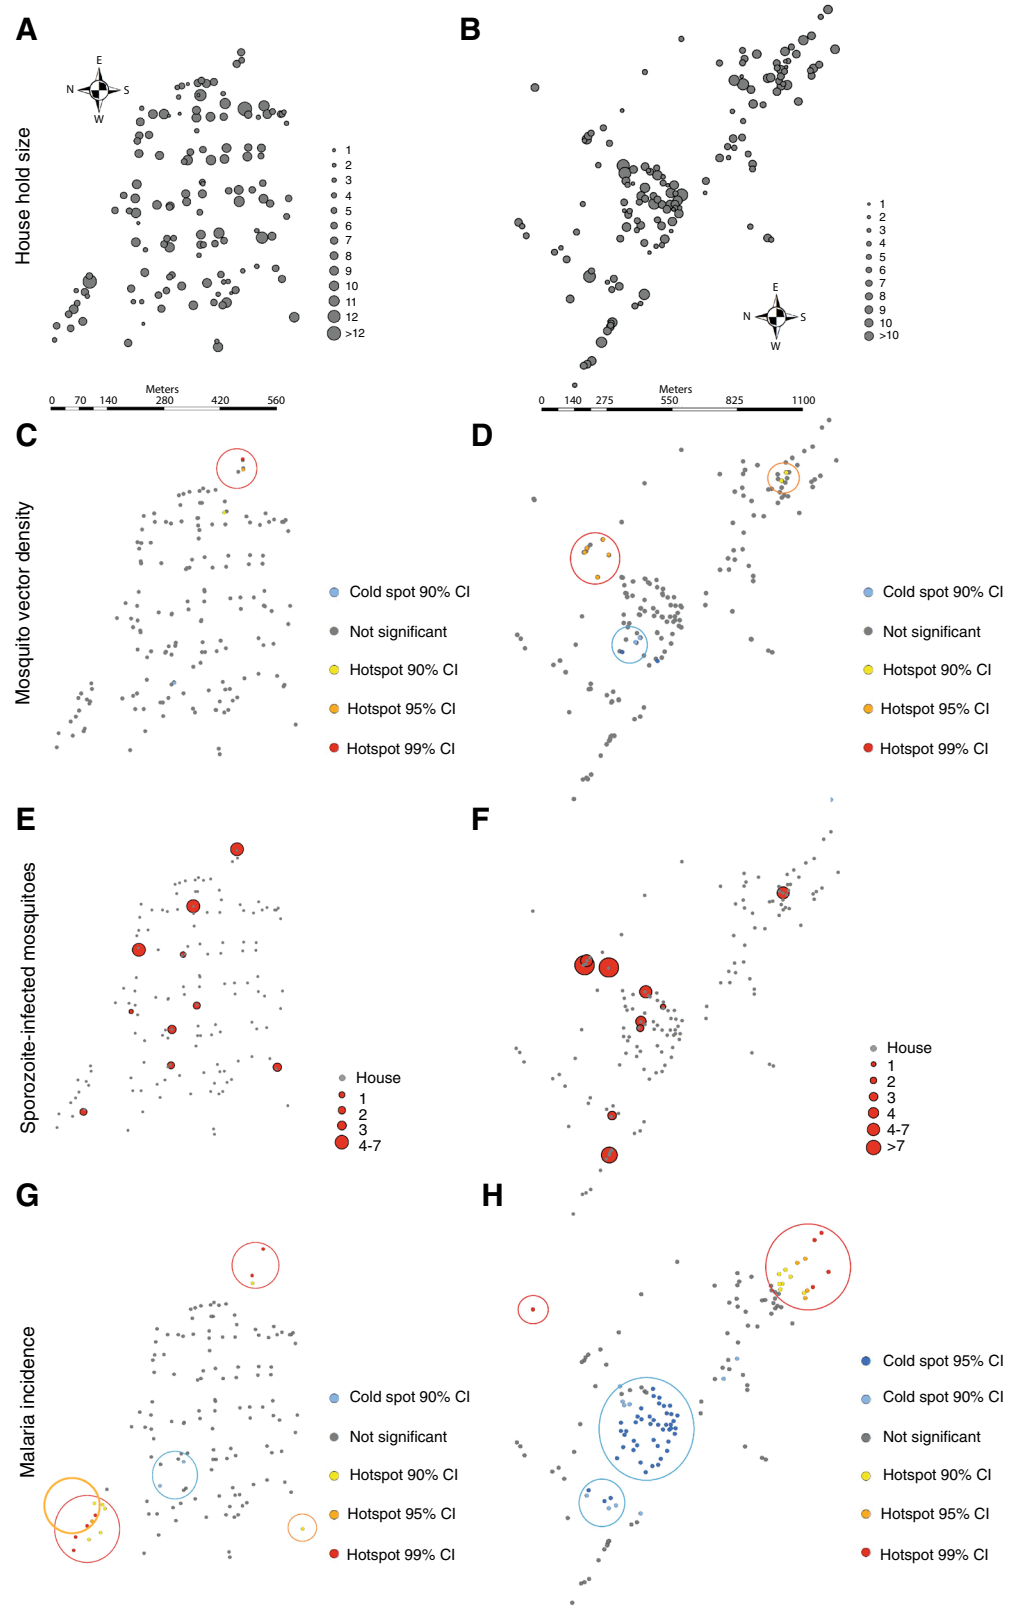 A
B
House hold size
E
N
S
W
1
2
3
4
5
6
7
8
9
10
11
12
>12
1
2
3
4
5
6
7
8
9
10
>10
E
N
S
W
Meters
0 70 140 280 420 560
Meters
0 140 275 550 825 1100
C
D
Mosquito vector density
Cold spot 90% CI
Not significant
Hotspot 90% CI
Hotspot 95% CI
Hotspot 99% CI
Cold spot 90% CI
Not significant
Hotspot 90% CI
Hotspot 95% CI
Hotspot 99% CI
E
F
Sporozoite-infected mosquitoes
House
1
2
3
4-7
House
1
2
3
4
4-7
>7
G
H
Malaria incidence
Cold spot 90% CI
Not significant
Hotspot 90% CI
Hotspot 95% CI
Hotspot 99% CI
Cold spot 95% CI
Cold spot 90% CI
Not significant
Hotspot 90% CI
Hotspot 95% CI
Hotspot 99% CI